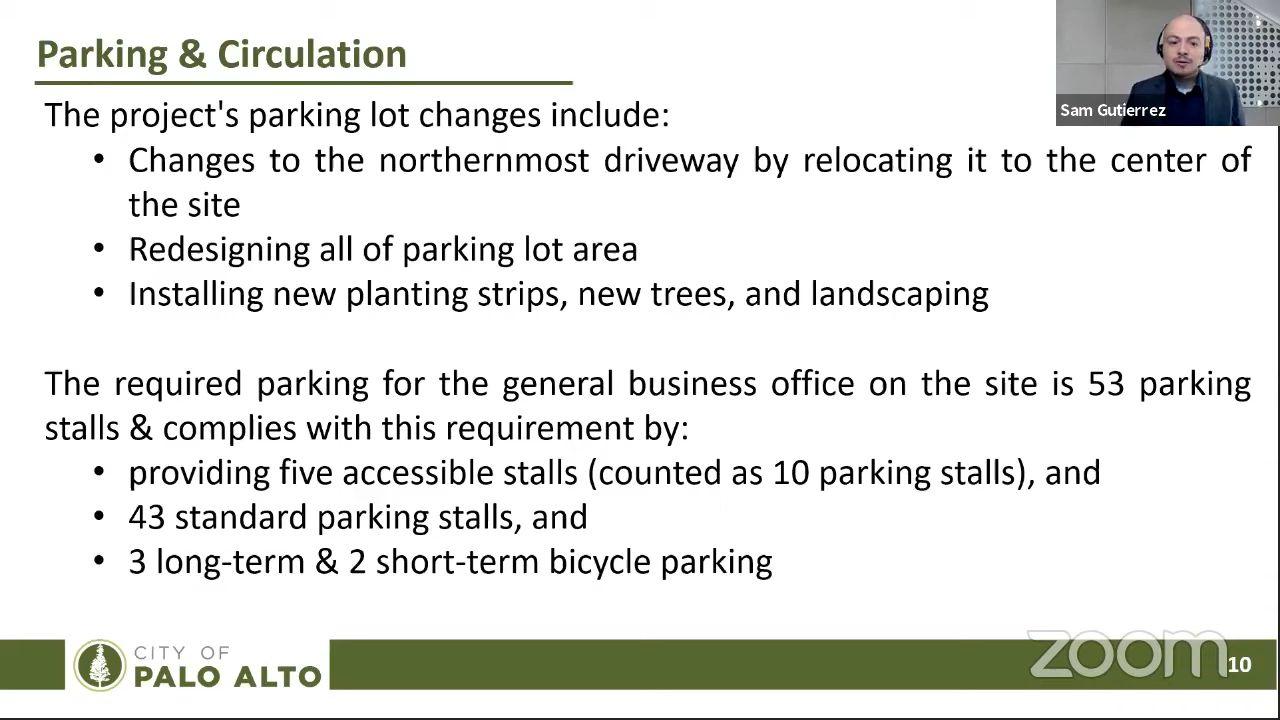 Parking & Circulation
Sam Gutierrez
The project's parking lot changes include:
• Changes to the northernmost driveway by relocating it to the center of
the site
• Redesigning all of parking lot area
• Installing new planting strips, new trees, and landscaping
The required parking for the general business office on the site is 53 parking
stalls & complies with this requirement by:
• providing five accessible stalls (counted as 10 parking stalls), and
• 43 standard parking stalls, and
• 3 long-term & 2 short-term bicycle parking
CITY OF
PALO ALTO
zoom
10